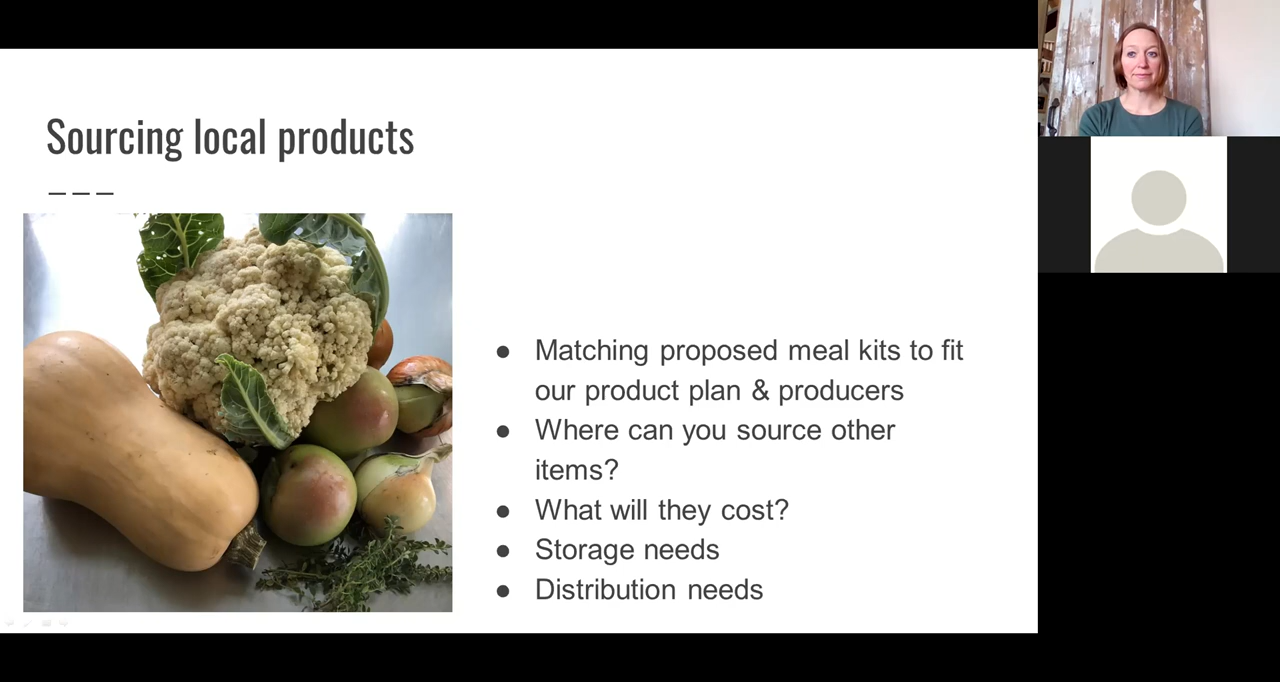 Sourcing local products
● Matching proposed meal kits to fit
our product plan & producers
● Where can you source other
items?
● What will they cost?
● Storage needs
● Distribution needs